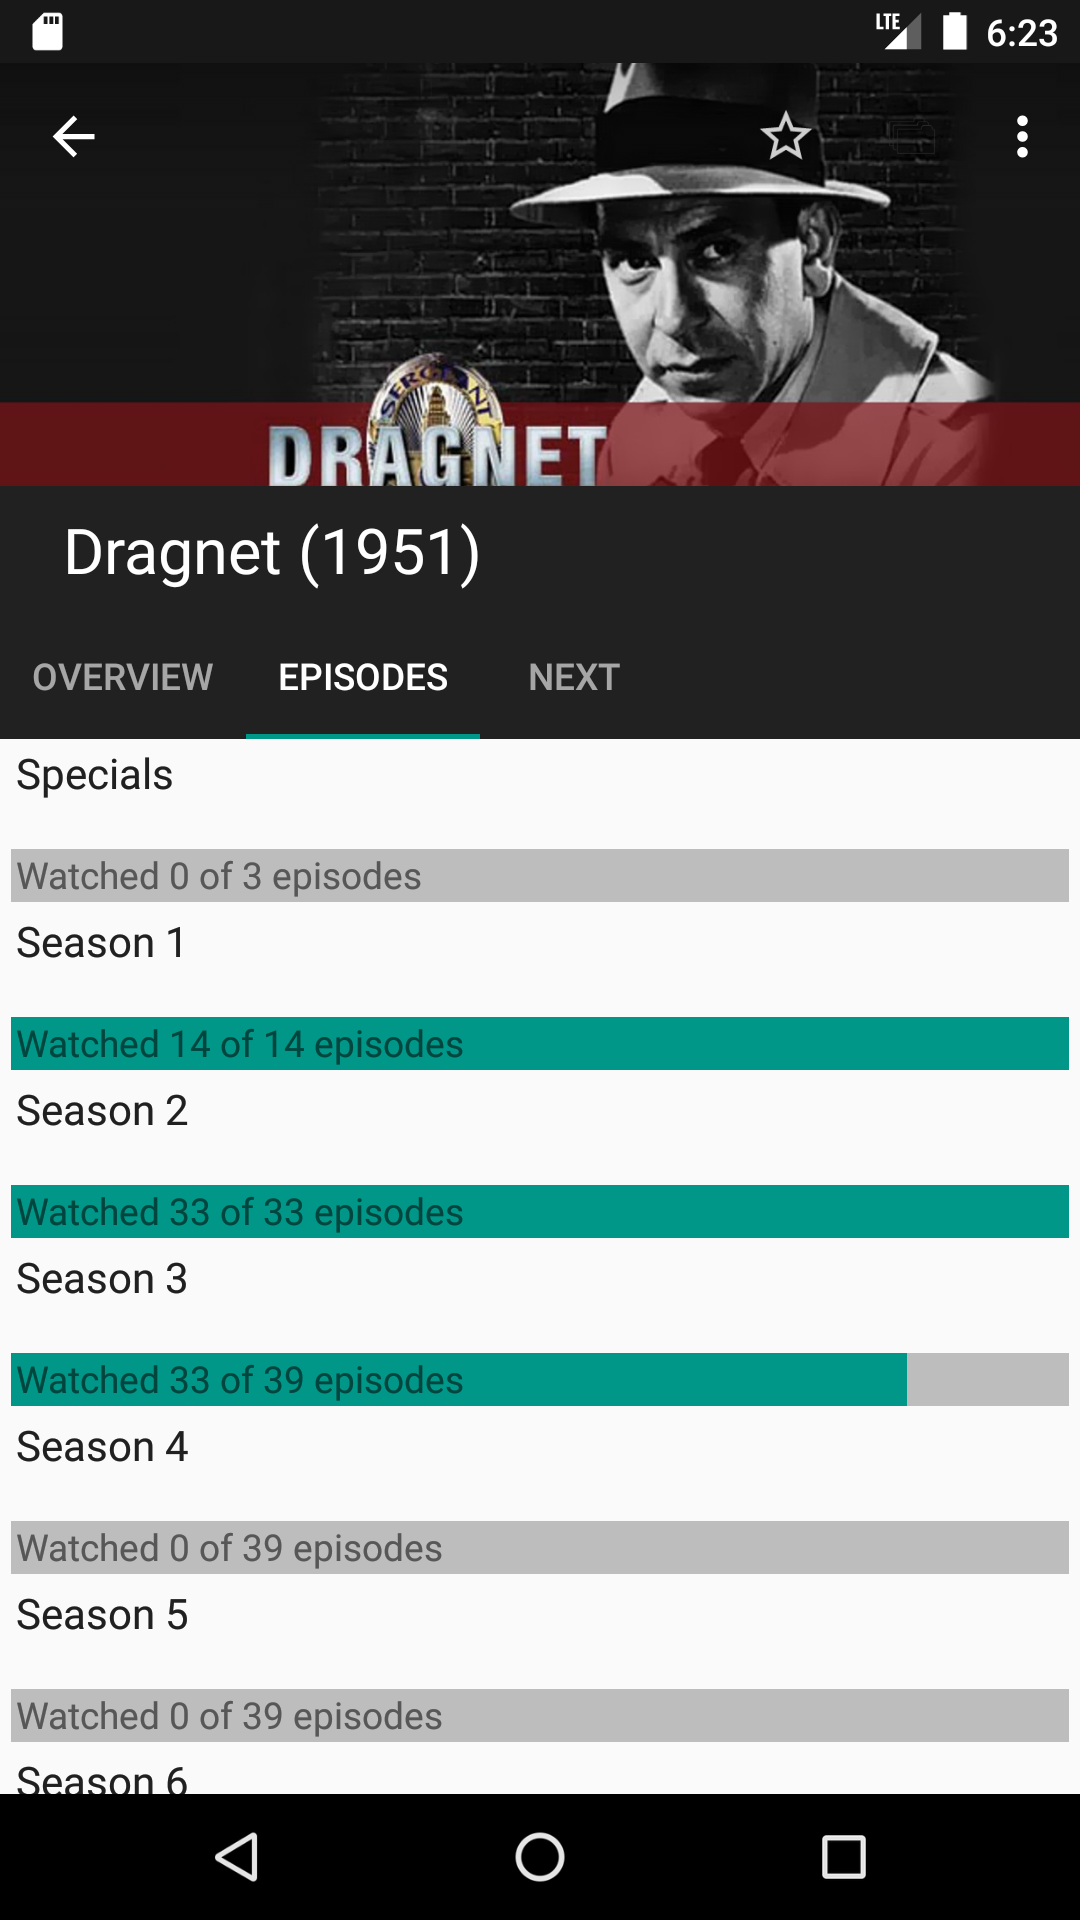 LTE 6:23
SERGEANT
DRAGNET
Dragnet (1951)
OVERVIEW EPISODES NEXT
Specials
Watched 0 of 3 episodes
Season 1
Watched 14 of 14 episodes
Season 2
Watched 33 of 33 episodes
Season 3
Watched 33 of 39 episodes
Season 4
Watched 0 of 39 episodes
Season 5
Watched 0 of 39 episodes
Season 6